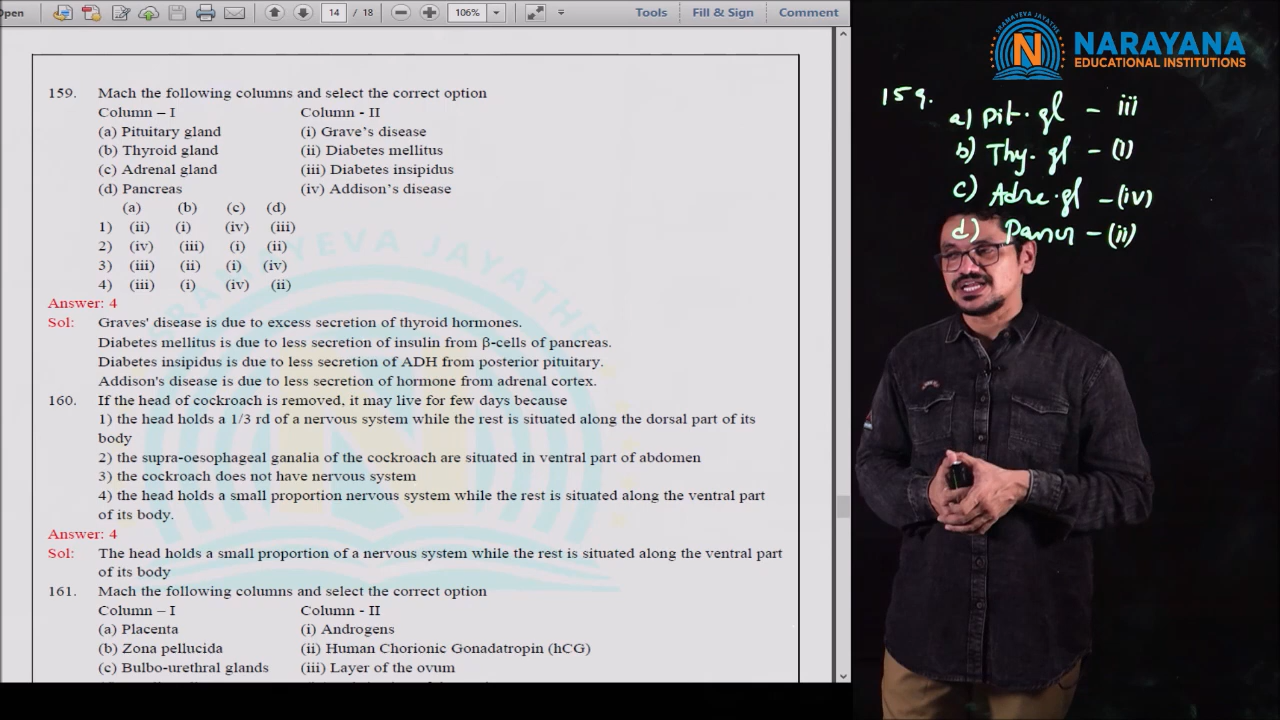 Open
14 / 18
106%
Tools
Fill & Sign
Comment
159. Mach the following columns and select the correct option
Column – I Column - II
(a) Pituitary gland (i) Grave's disease
(b) Thyroid gland (ii) Diabetes mellitus
(c) Adrenal gland (iii) Diabetes insipidus
(d) Pancreas (iv) Addison's disease
(a) (b) (c) (d)
1) (ii) (i) (iv) (iii)
2) (iv) (iii) (i) (ii)
3) (iii) (ii) (i) (iv)
4) (iii) (i) (iv) (ii)
Answer: 4
Sol: Graves' disease is due to excess secretion of thyroid hormones.
Diabetes mellitus is due to less secretion of insulin from β-cells of pancreas.
Diabetes insipidus is due to less secretion of ADH from posterior pituitary.
Addison's disease is due to less secretion of hormone from adrenal cortex.
160. If the head of cockroach is removed, it may live for few days because
1) the head holds a 1/3 rd of a nervous system while the rest is situated along the dorsal part of its
body
2) the supra-oesophageal ganalia of the cockroach are situated in ventral part of abdomen
3) the cockroach does not have nervous system
4) the head holds a small proportion nervous system while the rest is situated along the ventral part
of its body.
Answer: 4
Sol: The head holds a small proportion of a nervous system while the rest is situated along the ventral part
of its body
161. Mach the following columns and select the correct option
Column – I Column - II
(a) Placenta (i) Androgens
(b) Zona pellucida (ii) Human Chorionic Gonadatropin (hCG)
(c) Bulbo-urethral glands (iii) Layer of the ovum
SRAMAYEVA JAYATHE
N
SRAMAYEVA JAYATHE
N
NARAYANA
EDUCATIONAL INSTITUTIONS
159.
a) Pit. gl – iii
b) Thy. gl – (i)
c) Adre. gl – (iv)
d) – (ii)